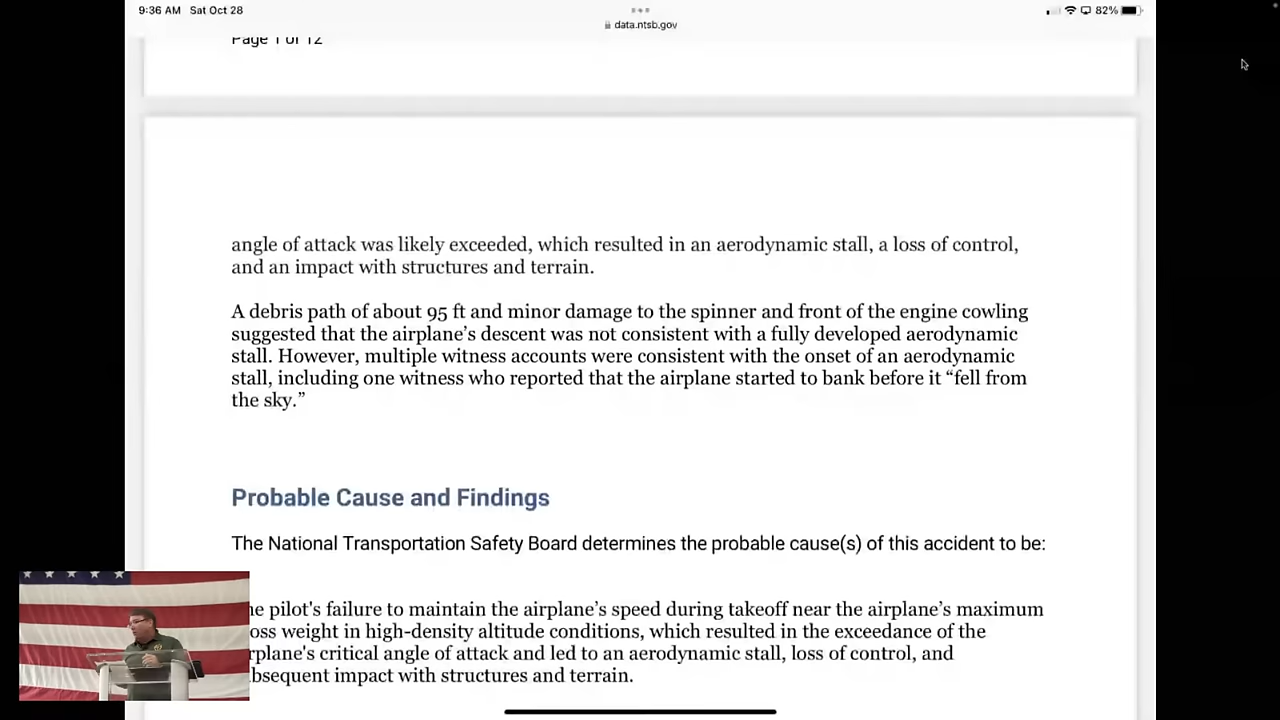 9:36 AM Sat Oct 28
82%
data.ntsb.gov
Page 1 of 12
angle of attack was likely exceeded, which resulted in an aerodynamic stall, a loss of control,
and an impact with structures and terrain.
A debris path of about 95 ft and minor damage to the spinner and front of the engine cowling
suggested that the airplane’s descent was not consistent with a fully developed aerodynamic
stall. However, multiple witness accounts were consistent with the onset of an aerodynamic
stall, including one witness who reported that the airplane started to bank before it “fell from
the sky.”
Probable Cause and Findings
The National Transportation Safety Board determines the probable cause(s) of this accident to be:
he pilot's failure to maintain the airplane’s speed during takeoff near the airplane’s maximum
oss weight in high-density altitude conditions, which resulted in the exceedance of the
rplane's critical angle of attack and led to an aerodynamic stall, loss of control, and
bsequent impact with structures and terrain.